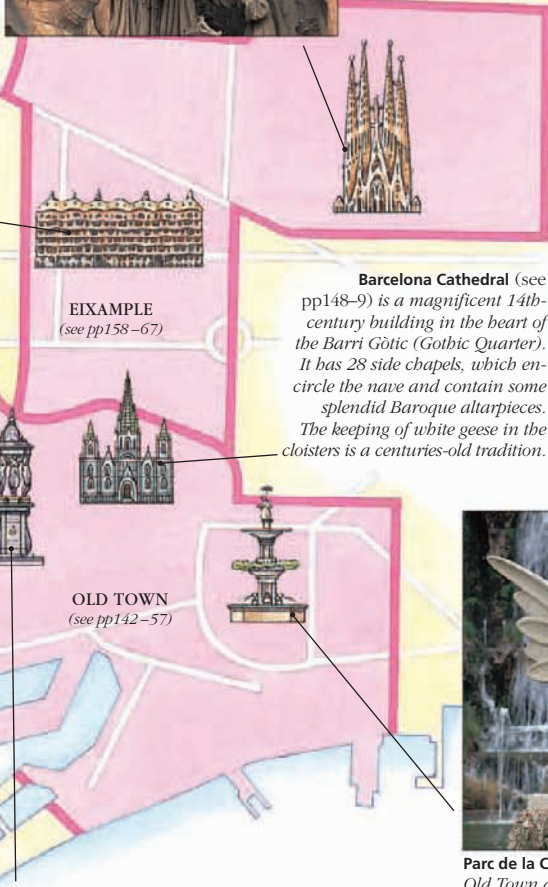 EIXAMPLE
(see pp158–67)
Barcelona Cathedral (see
pp148–9) is a magnificent 14th-
century building in the heart of
the Barri Gòtic (Gothic Quarter).
It has 28 side chapels, which en-
circle the nave and contain some
splendid Baroque altarpieces.
The keeping of white geese in the
cloisters is a centuries-old tradition.
OLD TOWN
(see pp142–57)
Parc de la C
Old Town